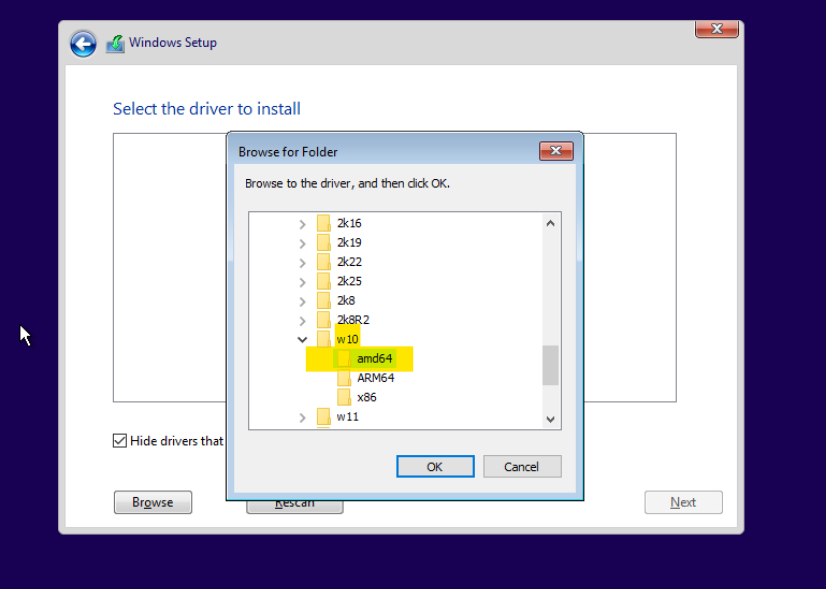 Windows Setup
Select the driver to install
Browse for Folder
Browse to the driver, and then click OK.
2k16
2k19
2k22
2k25
2k8
2k8R2
w10
amd64
ARM64
x86
w11
Hide drivers that
OK
Cancel
Browse
Rescan
Next